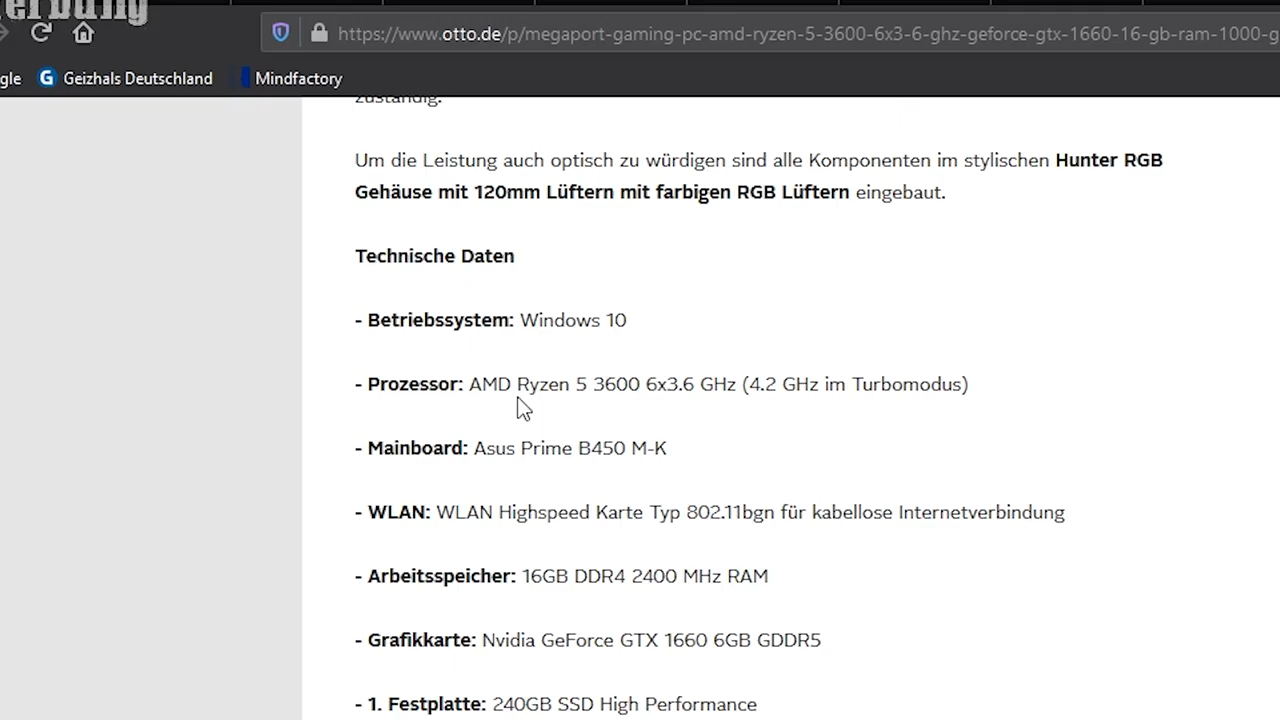 https://www.otto.de/p/megaport-gaming-pc-amd-ryzen-5-3600-6x3-6-ghz-geforce-gtx-1660-16-gb-ram-1000-g
gle Geizhals Deutschland Mindfactory
zuständig.
Um die Leistung auch optisch zu würdigen sind alle Komponenten im stylischen Hunter RGB
Gehäuse mit 120mm Lüftern mit farbigen RGB Lüftern eingebaut.
Technische Daten
- Betriebssystem: Windows 10
- Prozessor: AMD Ryzen 5 3600 6x3.6 GHz (4.2 GHz im Turbomodus)
- Mainboard: Asus Prime B450 M-K
- WLAN: WLAN Highspeed Karte Typ 802.11bgn für kabellose Internetverbindung
- Arbeitsspeicher: 16GB DDR4 2400 MHz RAM
- Grafikkarte: Nvidia GeForce GTX 1660 6GB GDDR5
- 1. Festplatte: 240GB SSD High Performance